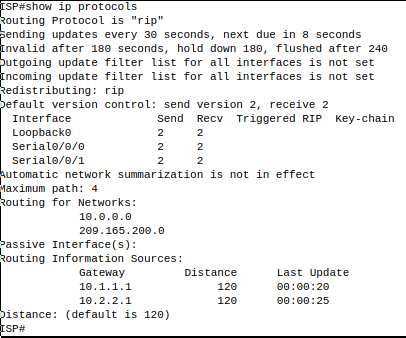 ISP#show ip protocols
Routing Protocol is "rip"
Sending updates every 30 seconds, next due in 8 seconds
Invalid after 180 seconds, hold down 180, flushed after 240
Outgoing update filter list for all interfaces is not set
Incoming update filter list for all interfaces is not set
Redistributing: rip
Default version control: send version 2, receive 2
Interface Send Recv Triggered RIP Key-chain
Loopback0 2 2
Serial0/0/0 2 2
Serial0/0/1 2 2
Automatic network summarization is not in effect
Maximum path: 4
Routing for Networks:
10.0.0.0
209.165.200.0
Passive Interface(s):
Routing Information Sources:
Gateway Distance Last Update
10.1.1.1 120 00:00:20
10.2.2.1 120 00:00:25
Distance: (default is 120)
ISP#